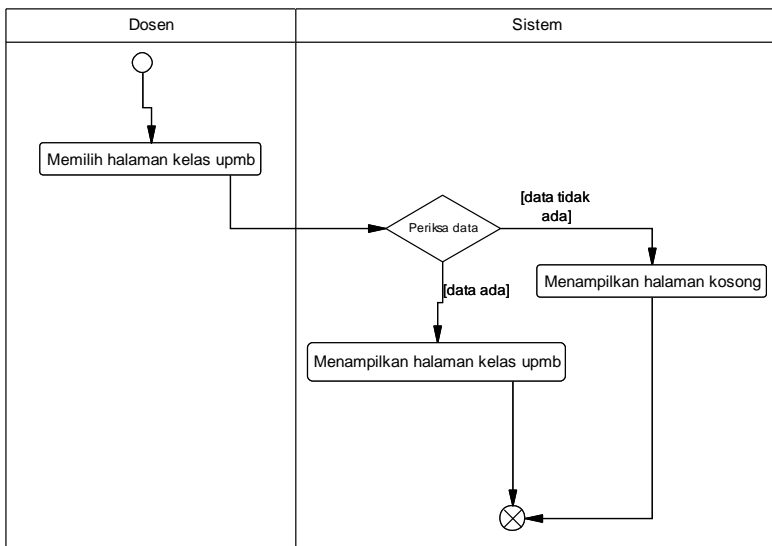 Dosen
Sistem
Memilih halaman kelas upmb
Periksa data
[data tidak
ada]
Menampilkan halaman kosong
[data ada]
Menampilkan halaman kelas upmb